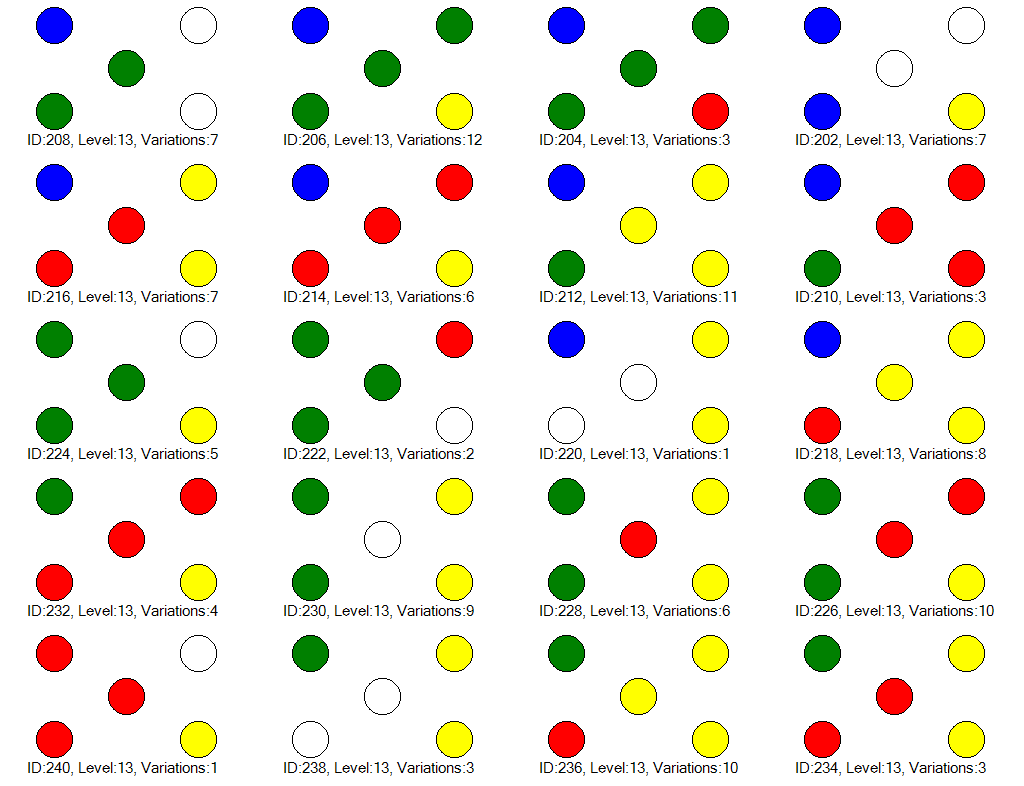 ID:208, Level:13, Variations:7
ID:206, Level:13, Variations:12
ID:204, Level:13, Variations:3
ID:202, Level:13, Variations:7
ID:216, Level:13, Variations:7
ID:214, Level:13, Variations:6
ID:212, Level:13, Variations:11
ID:210, Level:13, Variations:3
ID:224, Level:13, Variations:5
ID:222, Level:13, Variations:2
ID:220, Level:13, Variations:1
ID:218, Level:13, Variations:8
ID:232, Level:13, Variations:4
ID:230, Level:13, Variations:9
ID:228, Level:13, Variations:6
ID:226, Level:13, Variations:10
ID:240, Level:13, Variations:1
ID:238, Level:13, Variations:3
ID:236, Level:13, Variations:10
ID:234, Level:13, Variations:3